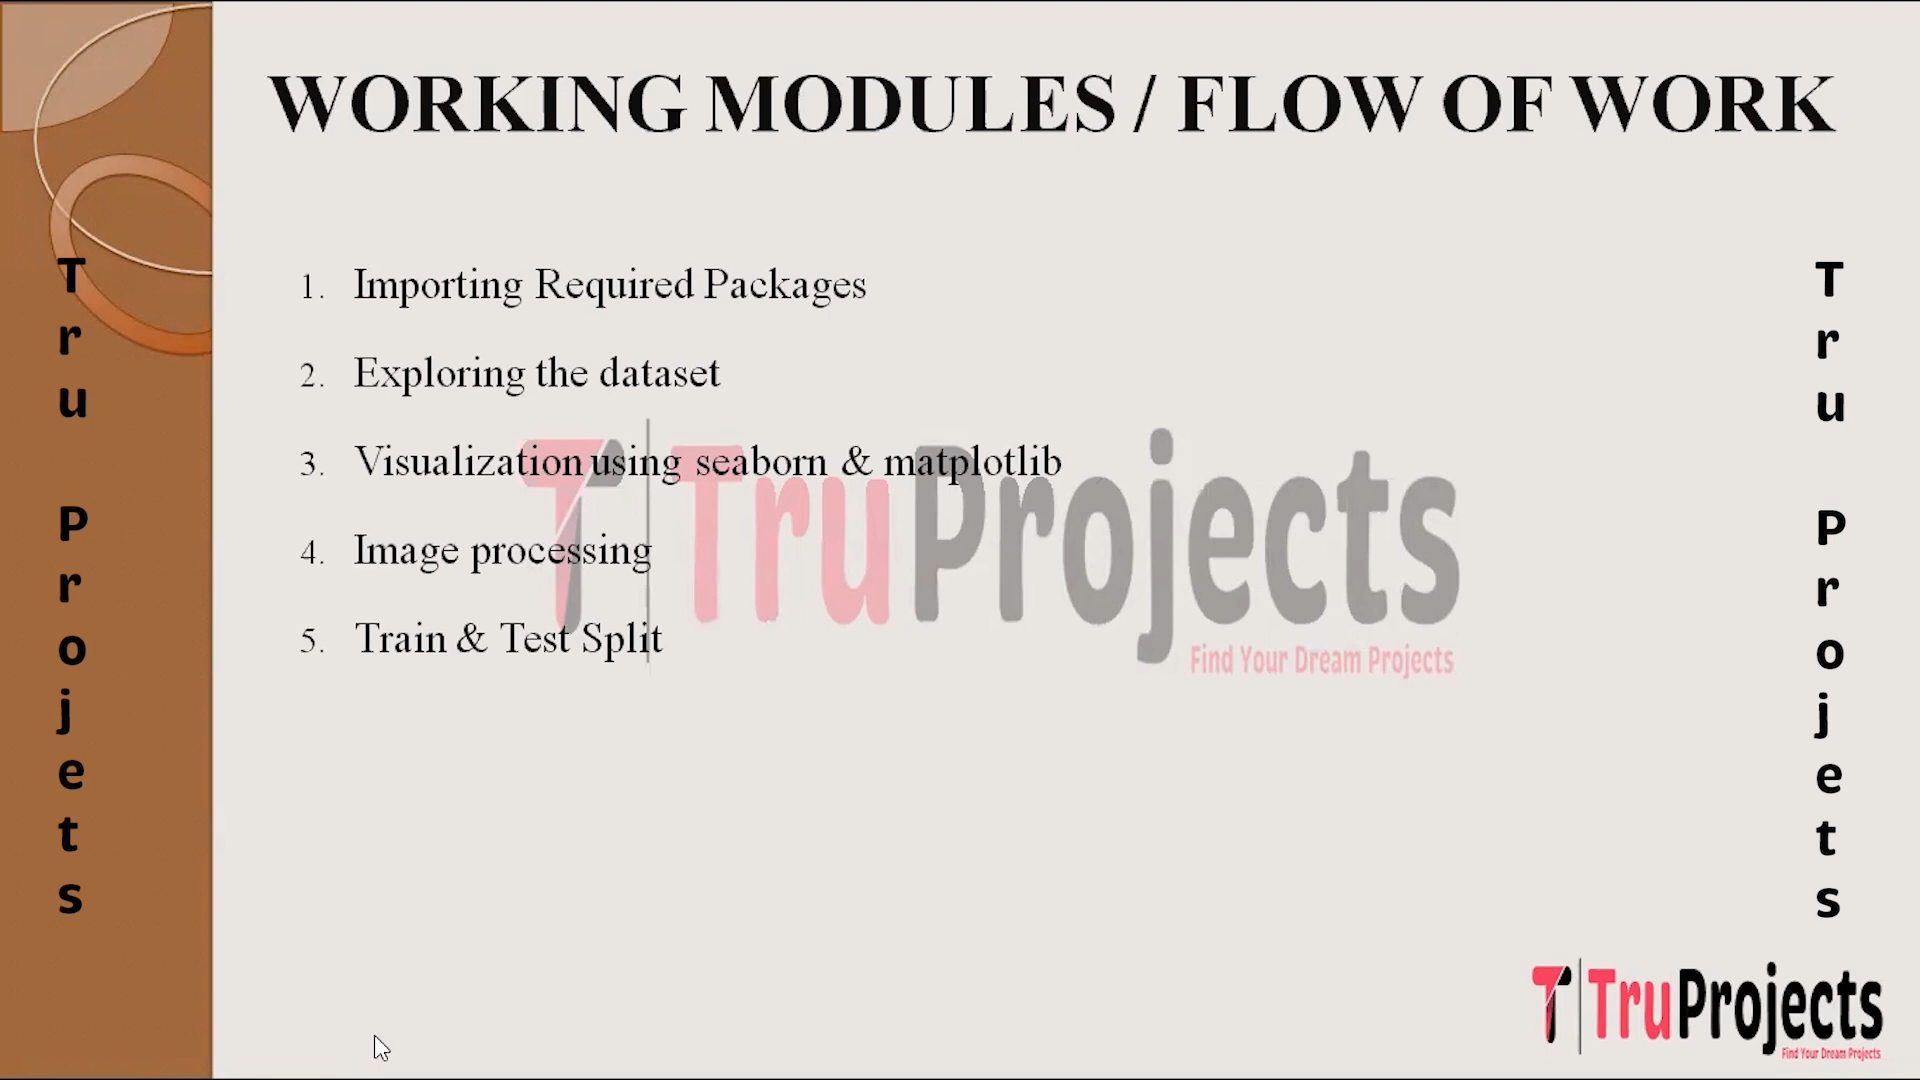 WORKING MODULES / FLOW OF WORK
1. Importing Required Packages
2. Exploring the dataset
3. Visualization using seaborn & matplotlib
4. Image processing
5. Train & Test Split
TruProjects
Find Your Dream Projects
Tru Projets
Tru Projets
TruProjects
Find Your Dream Projects